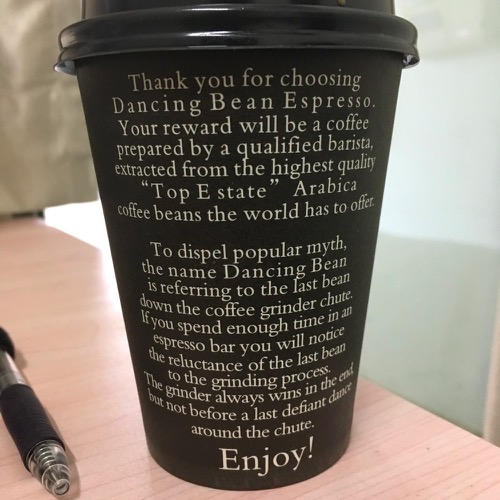 Thank you for choosing
Dancing Bean Espresso.
Your reward will be a coffee
prepared by a qualified barista,
extracted from the highest quality
“Top E state” Arabica
coffee beans the world has to offer.
To dispel popular myth,
the name Dancing Bean
is referring to the last bean
down the coffee grinder chute.
If you spend enough time in an
espresso bar you will notice
the reluctance of the last bean
to the grinding process.
The grinder always wins in the end,
but not before a last defiant dance
around the chute.
Enjoy!